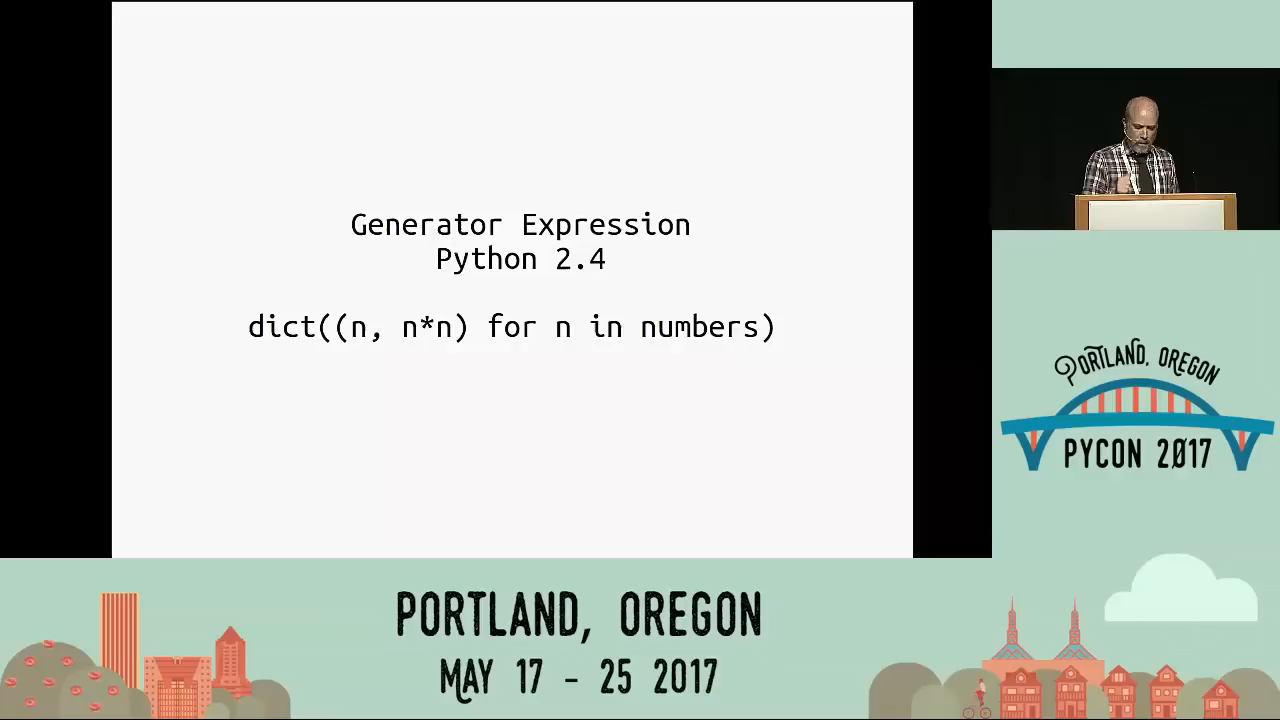 Generator Expression
Python 2.4
dict((n, n*n) for n in numbers)
PORTLAND, OREGON
PYCON 2017
PORTLAND, OREGON
MAY 17 - 25 2017